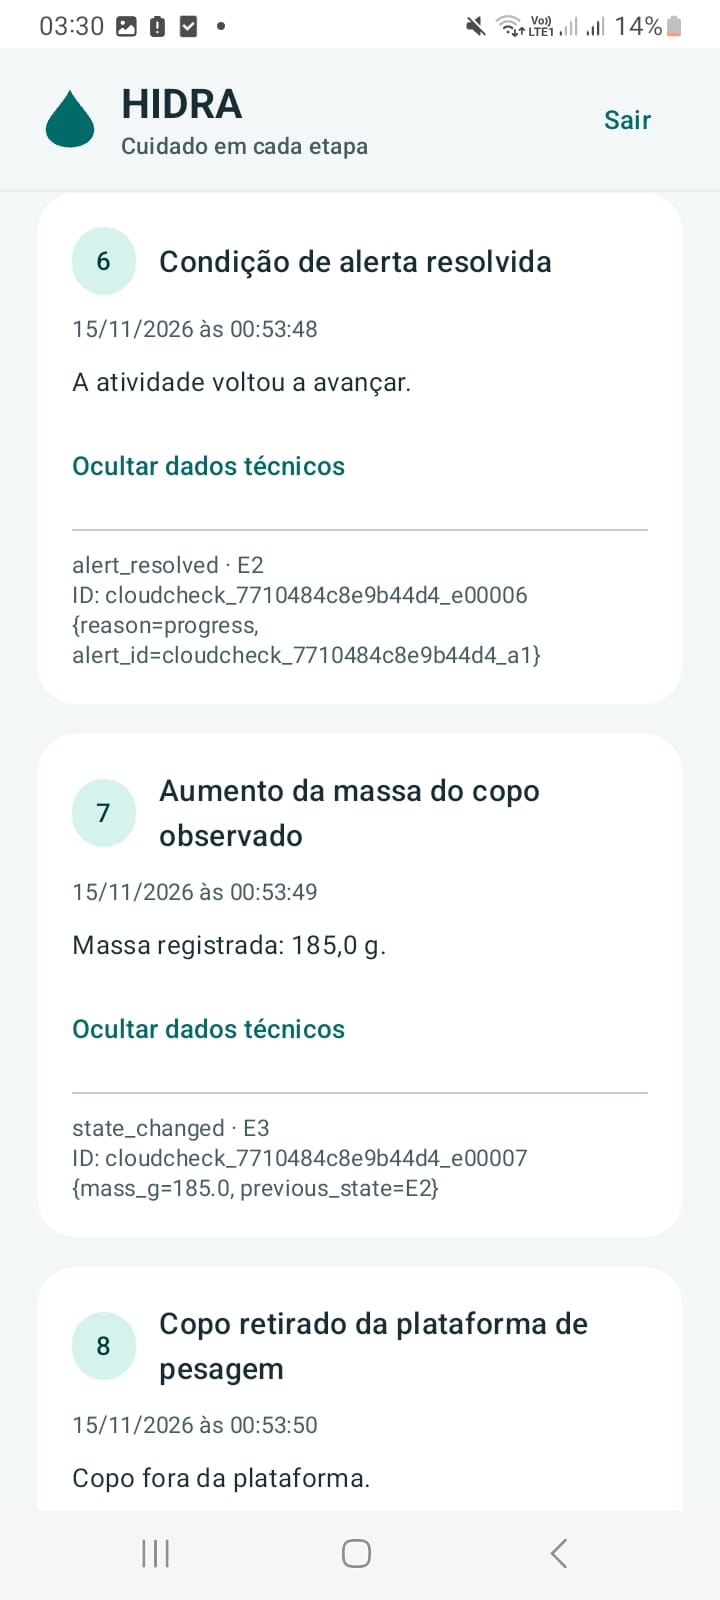 03:30
Vo))
LTE1
14%
HIDRA
Cuidado em cada etapa
Sair
6
Condição de alerta resolvida
15/11/2026 às 00:53:48
A atividade voltou a avançar.
Ocultar dados técnicos
alert_resolved · E2
ID: cloudcheck_7710484c8e9b44d4_e00006
{reason=progress,
alert_id=cloudcheck_7710484c8e9b44d4_a1}
7
Aumento da massa do copo
observado
15/11/2026 às 00:53:49
Massa registrada: 185,0 g.
Ocultar dados técnicos
state_changed · E3
ID: cloudcheck_7710484c8e9b44d4_e00007
{mass_g=185.0, previous_state=E2}
8
Copo retirado da plataforma de
pesagem
15/11/2026 às 00:53:50
Copo fora da plataforma.